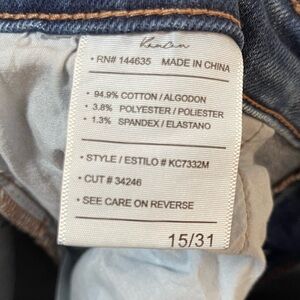 KanCan
• RN# 144635 MADE IN CHINA
• 94.9% COTTON / ALGODON
• 3.8% POLYESTER / POLIESTER
• 1.3% SPANDEX / ELASTANO
• STYLE / ESTILO # KC7332M
• CUT # 34246
• SEE CARE ON REVERSE
15/31